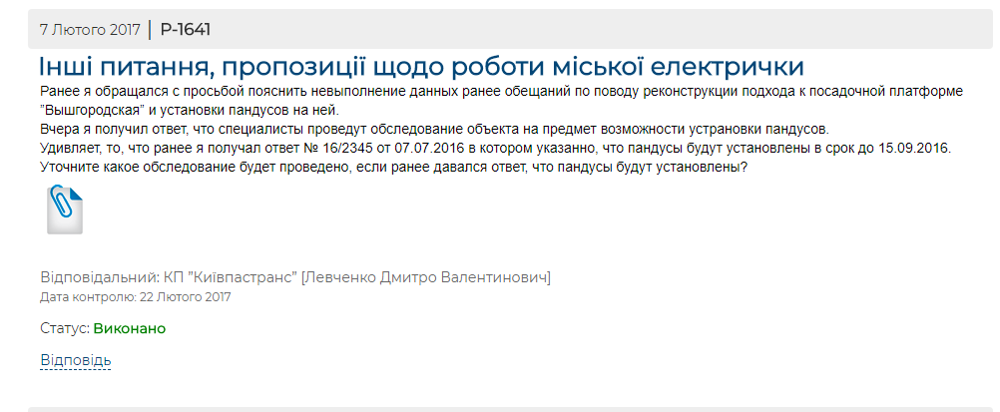 7 Лютого 2017 | Р-1641
Інші питання, пропозиції щодо роботи міської електрички
Ранее я обращался с просьбой пояснить невыполнение данных ранее обещаний по поводу реконструкции подхода к посадочной платформе
”Вышгородская” и установки пандусов на ней.
Вчера я получил ответ, что специалисты проведут обследование объекта на предмет возможности устрановки пандусов.
Удивляет, то, что ранее я получал ответ № 16/2345 от 07.07.2016 в котором указанно, что пандусы будут установлены в срок до 15.09.2016.
Уточните какое обследование будет проведено, если ранее давался ответ, что пандусы будут установлены?
Відповідальний: КП ”Київпастранс” [Левченко Дмитро Валентинович]
Дата контролю: 22 Лютого 2017
Статус: Виконано
Відповідь